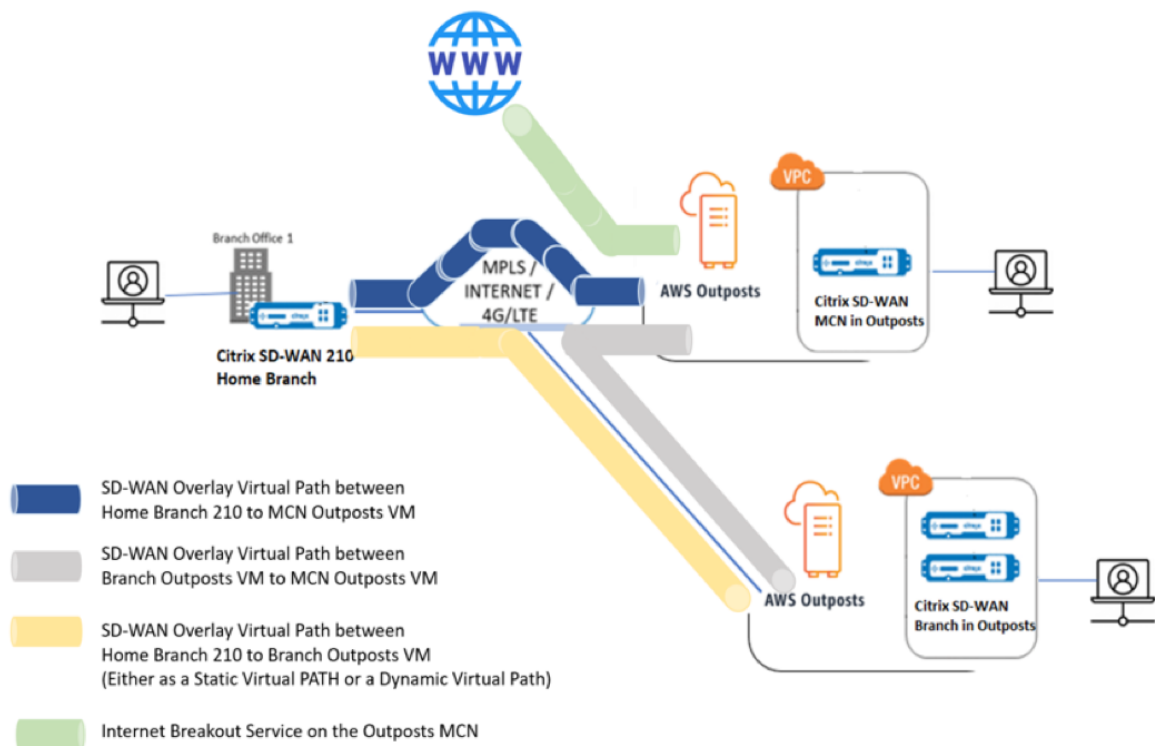 WWW
VPC
Branch Office 1
MPLS /
INTERNET /
4G/LTE
AWS Outposts
Citrix SD-WAN
MCN in Outposts
Citrix SD-WAN 210
Home Branch
SD-WAN Overlay Virtual Path between
Home Branch 210 to MCN Outposts VM
SD-WAN Overlay Virtual Path between
Branch Outposts VM to MCN Outposts VM
SD-WAN Overlay Virtual Path between
Home Branch 210 to Branch Outposts VM
(Either as a Static Virtual PATH or a Dynamic Virtual Path)
Internet Breakout Service on the Outposts MCN
VPC
AWS Outposts
Citrix SD-WAN
Branch in Outposts